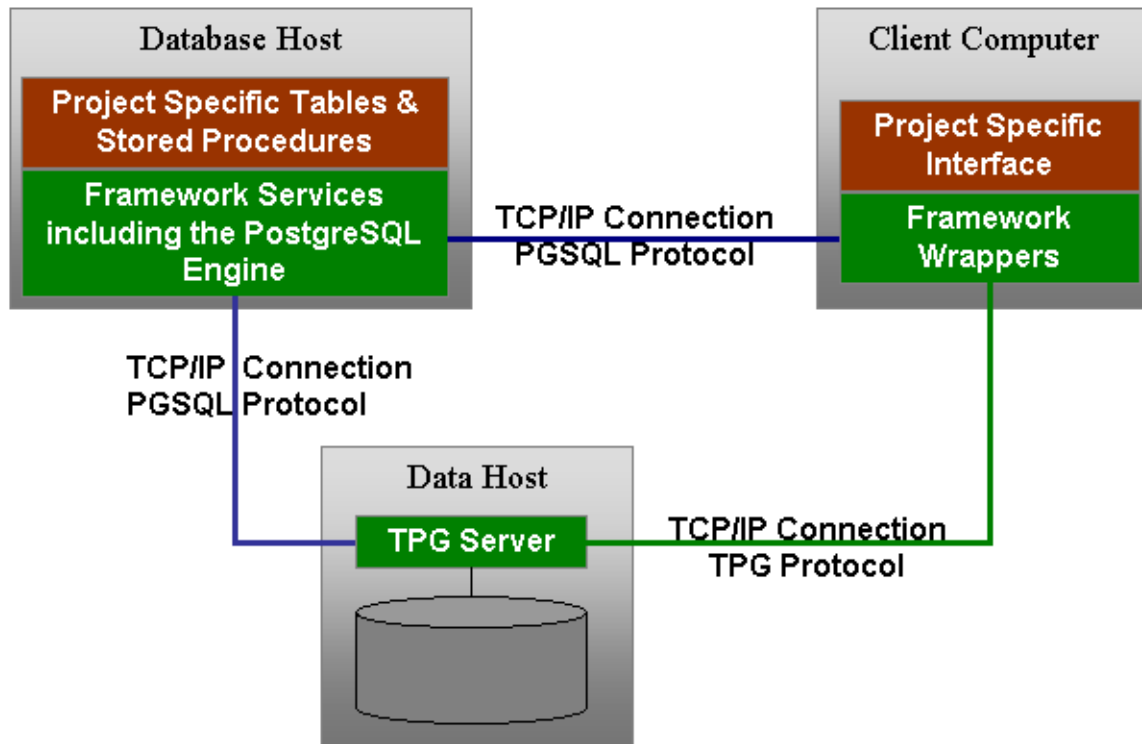 Database Host
Project Specific Tables &
Stored Procedures
Framework Services
including the PostgreSQL
Engine
Client Computer
Project Specific
Interface
Framework
Wrappers
TCP/IP Connection
PGSQL Protocol
TCP/IP Connection
PGSQL Protocol
Data Host
TPG Server
TCP/IP Connection
TPG Protocol